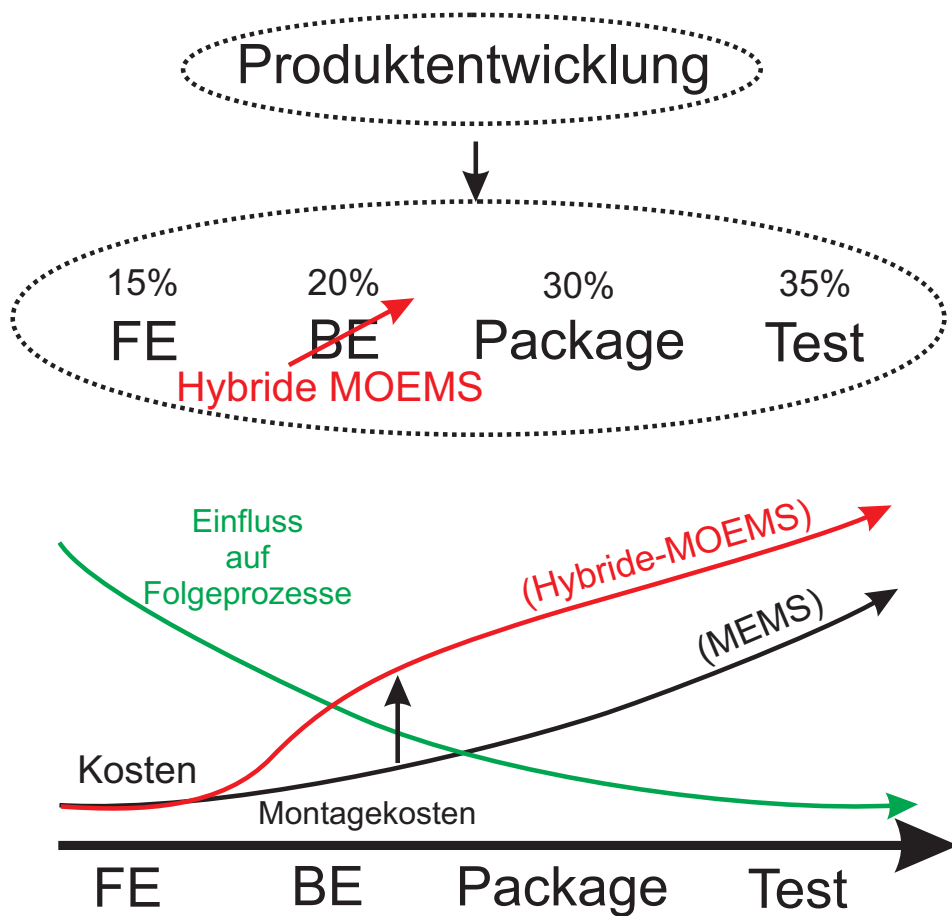 Produktentwicklung
15% 20% 30% 35%
FE BE Package Test
Hybride MOEMS
Einfluss
auf
Folgeprozesse
(Hybride-MOEMS)
(MEMS)
Kosten
Montagekosten
FE BE Package Test